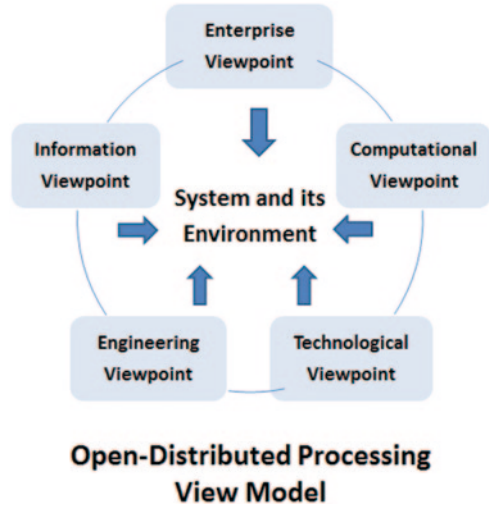 Enterprise
Viewpoint
Information
Viewpoint
Computational
Viewpoint
System and its
Environment
Engineering
Viewpoint
Technological
Viewpoint
Open-Distributed Processing
View Model